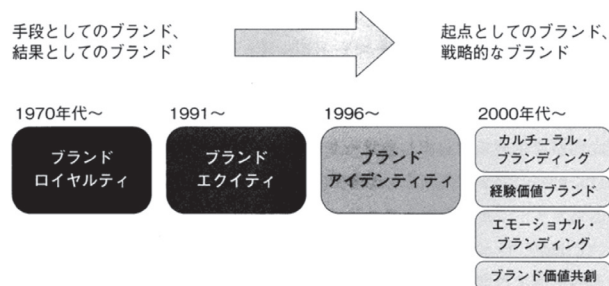 手段としてのブランド、
結果としてのブランド
起点としてのブランド、
戦略的なブランド
1970年代~
ブランド
ロイヤルティ
1991~
ブランド
エクイティ
1996~
ブランド
アイデンティティ
2000年代~
カルチュラル・
ブランディング
経験価値ブランド
エモーショナル・
ブランディング
ブランド価値共創